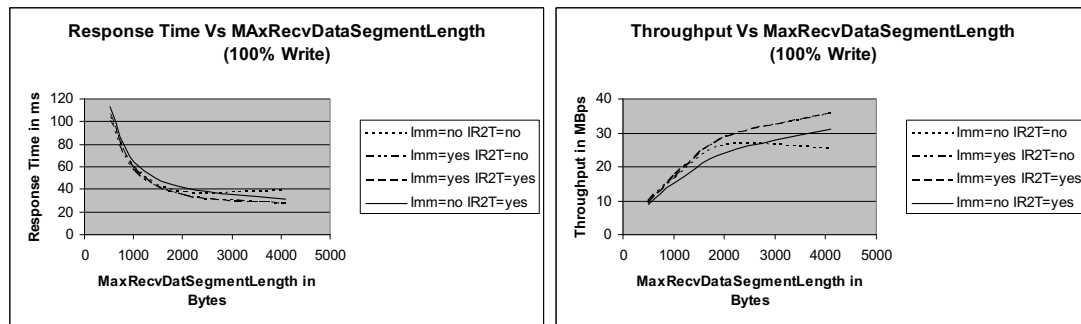 Response Time Vs MAxRecvDataSegmentLength
(100% Write)
Response Time in ms
120
100
80
60
40
20
0
0 1000 2000 3000 4000 5000
MaxRecvDatSegmentLength in
Bytes
Imm=no IR2T=no
Imm=yes IR2T=no
Imm=yes IR2T=yes
Imm=no IR2T=yes
Throughput Vs MaxRecvDataSegmentLength
(100% Write)
Throughput in MBps
40
30
20
10
0
0 1000 2000 3000 4000 5000
MaxRecvDataSegmentLength in
Bytes
Imm=no IR2T=no
Imm=yes IR2T=no
Imm=yes IR2T=yes
Imm=no IR2T=yes